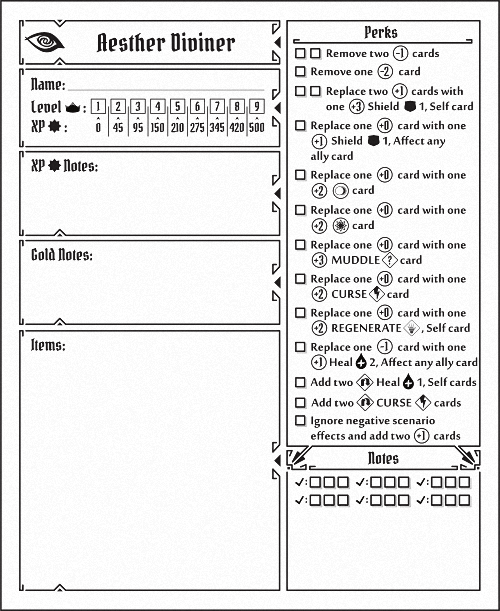 Aesther Diviner
Name:
Level : 1 2 3 4 5 6 7 8 9
XP : 0 45 95 150 210 275 345 420 500
XP Notes:
Gold Notes:
Items:
Perks
Remove two -1 cards
Remove one -2 card
Replace two +1 cards with
one +3 Shield 1, Self card
Replace one +0 card with one
+1 Shield 1, Affect any
ally card
Replace one +0 card with one
+2 card
Replace one +0 card with one
+2 card
Replace one +0 card with one
+3 MUDDLE ? card
Replace one +0 card with one
+2 CURSE card
Replace one +0 card with one
+2 REGENERATE , Self card
Replace one -1 card with one
+1 Heal 2, Affect any ally card
Add two Heal 1, Self cards
Add two CURSE cards
Ignore negative scenario
effects and add two +1 cards
Notes
✓: ✓: ✓:
✓: ✓: ✓: